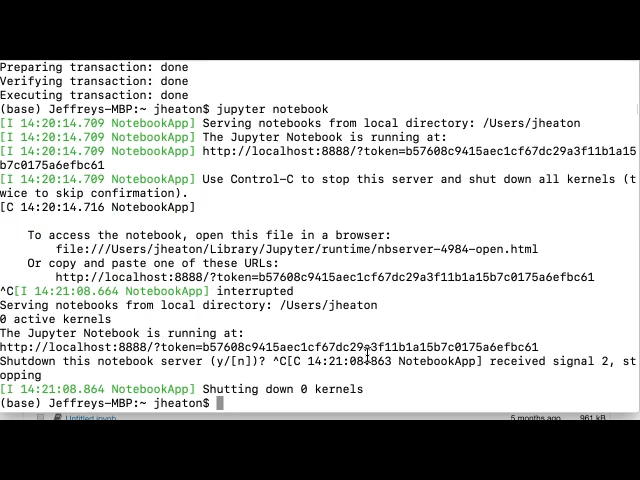 Preparing transaction: done
Verifying transaction: done
Executing transaction: done
(base) Jeffreys-MBP:~ jheaton$ jupyter notebook
[I 14:20:14.709 NotebookApp] Serving notebooks from local directory: /Users/jheaton
[I 14:20:14.709 NotebookApp] The Jupyter Notebook is running at:
[I 14:20:14.709 NotebookApp] http://localhost:8888/?token=b57608c9415aec1cf67dc29a3f11b1a15
b7c0175a6efbc61
[I 14:20:14.709 NotebookApp] Use Control-C to stop this server and shut down all kernels (t
wice to skip confirmation).
[C 14:20:14.716 NotebookApp]
To access the notebook, open this file in a browser:
file:///Users/jheaton/Library/Jupyter/runtime/nbserver-4984-open.html
Or copy and paste one of these URLs:
http://localhost:8888/?token=b57608c9415aec1cf67dc29a3f11b1a15b7c0175a6efbc61
^C[I 14:21:08.664 NotebookApp] interrupted
Serving notebooks from local directory: /Users/jheaton
0 active kernels
The Jupyter Notebook is running at:
http://localhost:8888/?token=b57608c9415aec1cf67dc29a3f11b1a15b7c0175a6efbc61
Shutdown this notebook server (y/[n])? ^C[C 14:21:08.863 NotebookApp] received signal 2, st
opping
[I 14:21:08.864 NotebookApp] Shutting down 0 kernels
(base) Jeffreys-MBP:~ jheaton$
Untitled.ipynb 5 months ago 961 kB